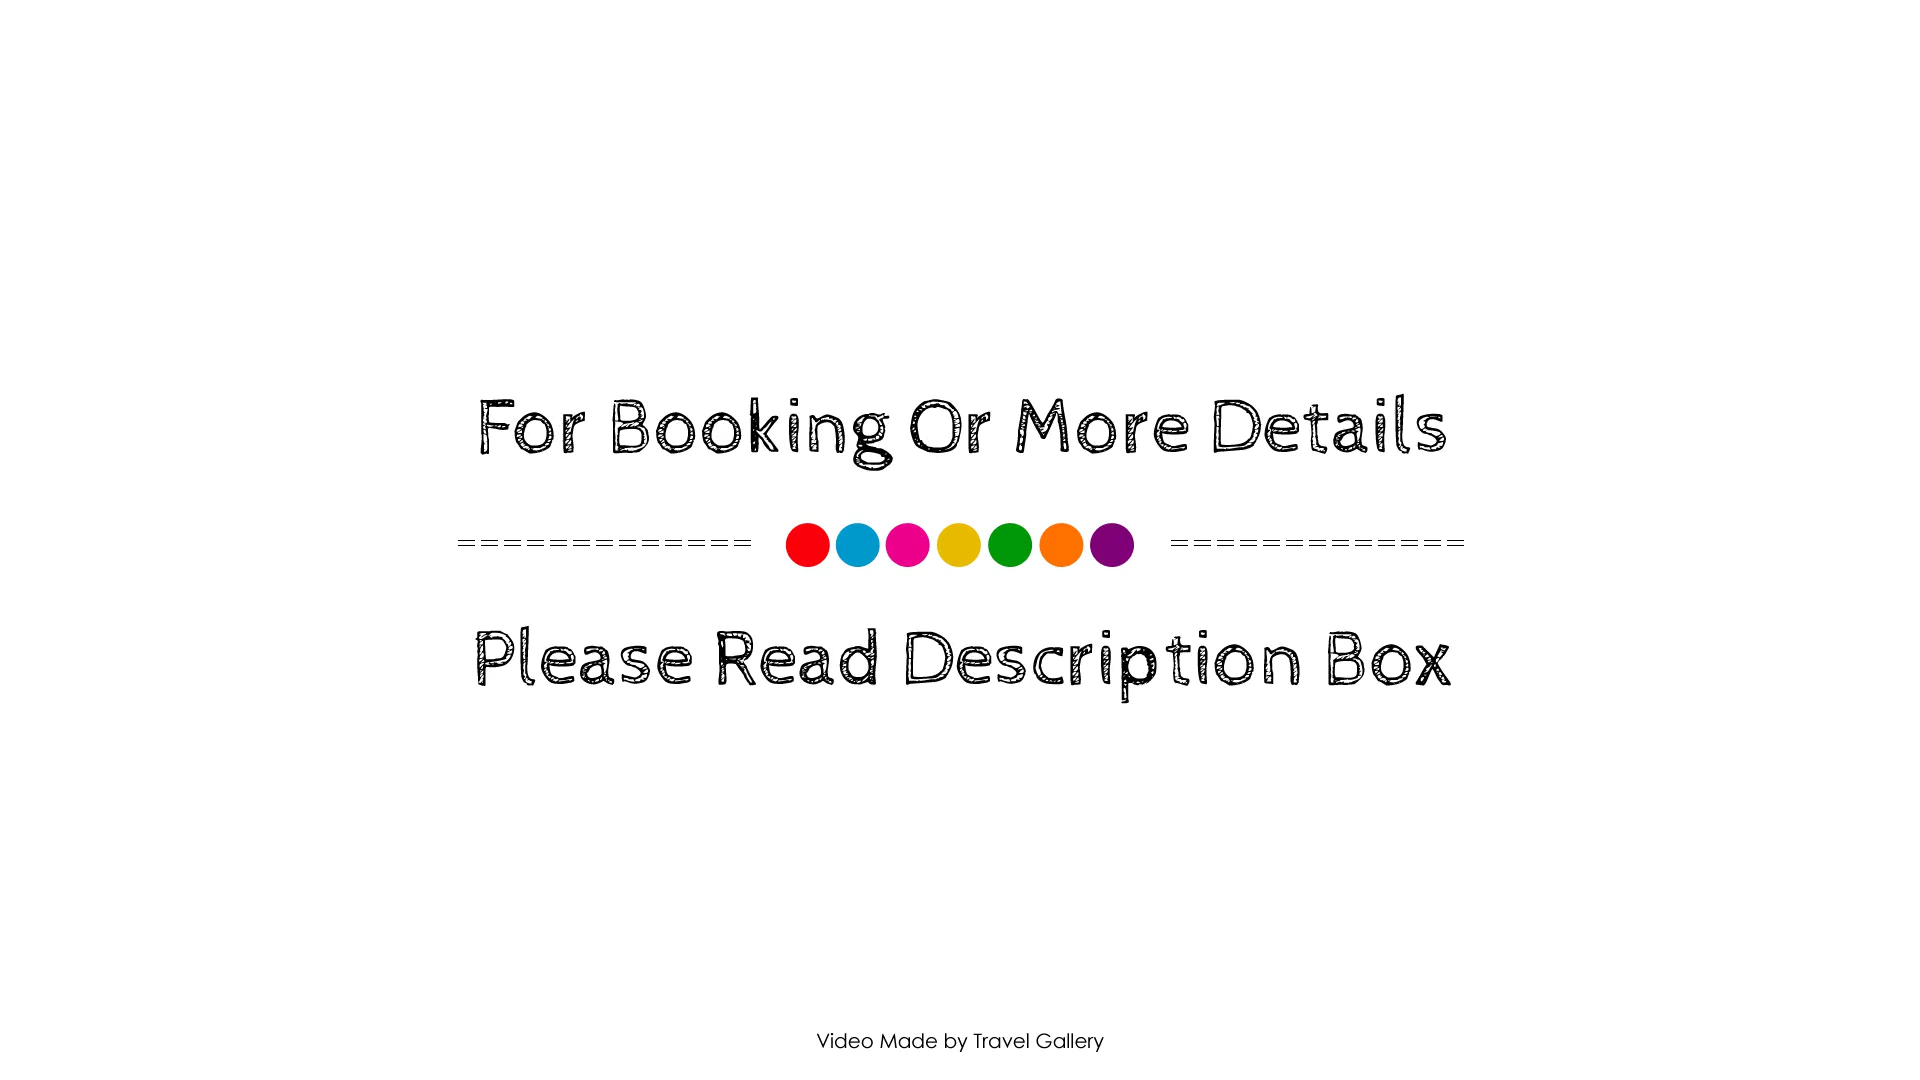 For Booking Or More Details
============= =============
Please Read Description Box
Video Made by Travel Gallery